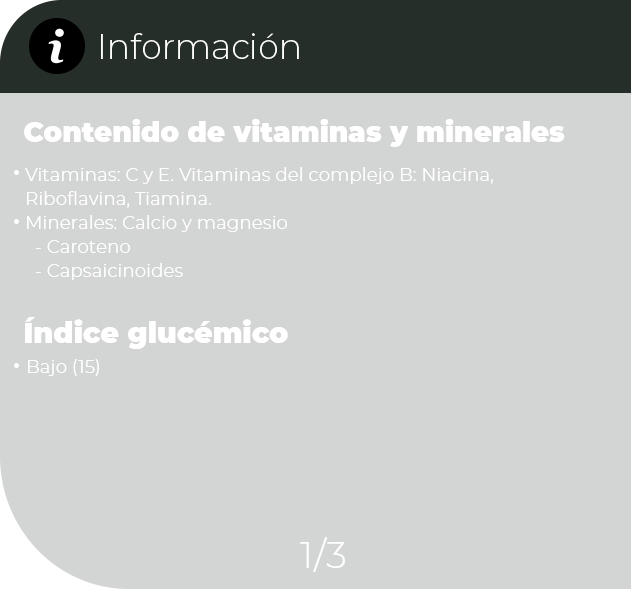 i Información
Contenido de vitaminas y minerales
• Vitaminas: C y E. Vitaminas del complejo B: Niacina,
Riboflavina, Tiamina.
• Minerales: Calcio y magnesio
- Caroteno
- Capsaicinoides
Índice glucémico
• Bajo (15)
1/3